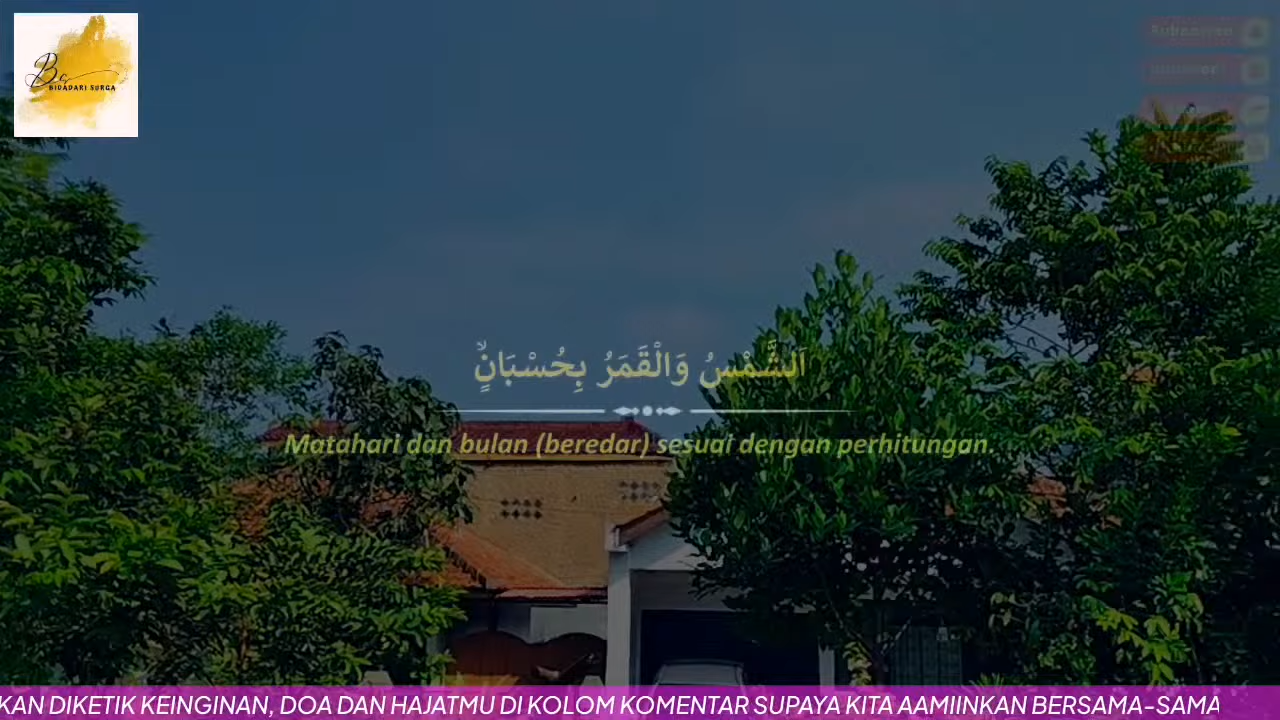 Bs
BIDADARI SURGA
اَلشَّمْسُ وَالْقَمَرُ بِحُسْبَانٍۙ
Matahari dan bulan (beredar) sesuai dengan perhitungan.
KAN DIKETIK KEINGINAN, DOA DAN HAJATMU DI KOLOM KOMENTAR SUPAYA KITA AAMIINKAN BERSAMA-SAMA